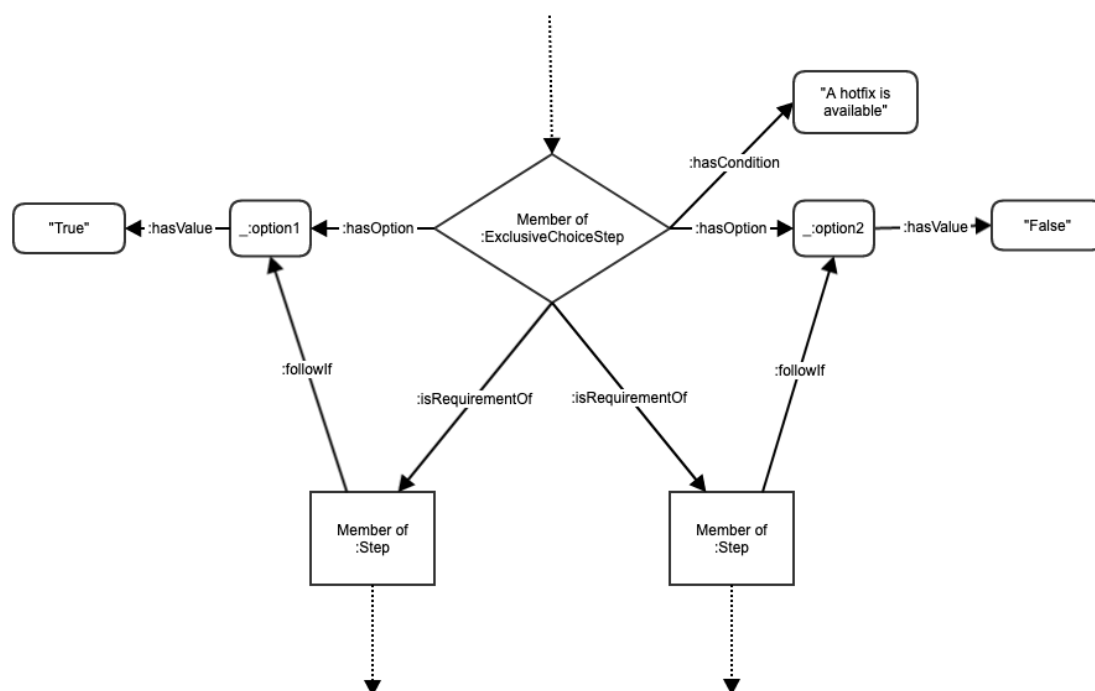 "A hotfix is
available"
:hasCondition
Member of
:ExclusiveChoiceStep
"True"
:hasValue
_:option1
:hasOption
:hasOption
_:option2
:hasValue
"False"
:followIf
:followIf
:isRequirementOf
:isRequirementOf
Member of
:Step
Member of
:Step